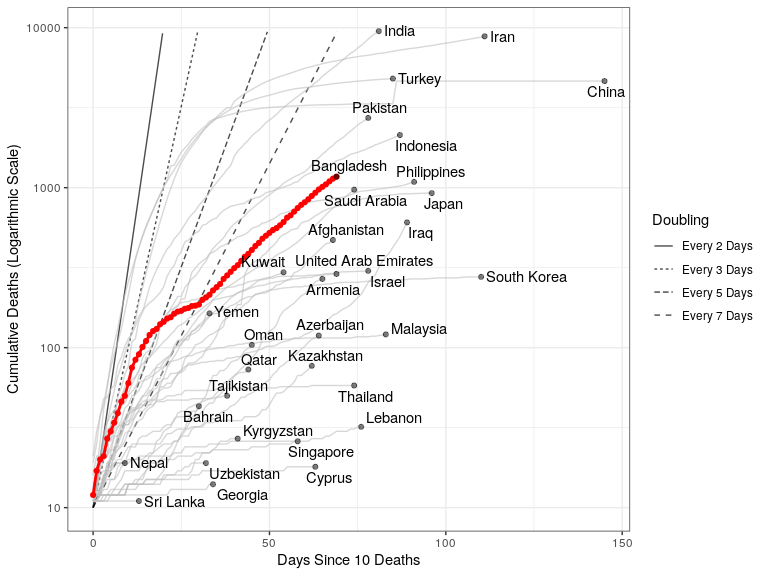 10000
1000
100
10
Cumulative Deaths (Logarithmic Scale)
India
Iran
Turkey
China
Pakistan
Indonesia
Bangladesh
Philippines
Saudi Arabia
Japan
Afghanistan
Iraq
Kuwait
United Arab Emirates
Israel
South Korea
Armenia
Yemen
Azerbaijan
Malaysia
Oman
Kazakhstan
Qatar
Tajikistan
Thailand
Bahrain
Lebanon
Kyrgyzstan
Singapore
Nepal
Uzbekistan
Cyprus
Georgia
Sri Lanka
0
50
100
150
Days Since 10 Deaths
Doubling
Every 2 Days
Every 3 Days
Every 5 Days
Every 7 Days